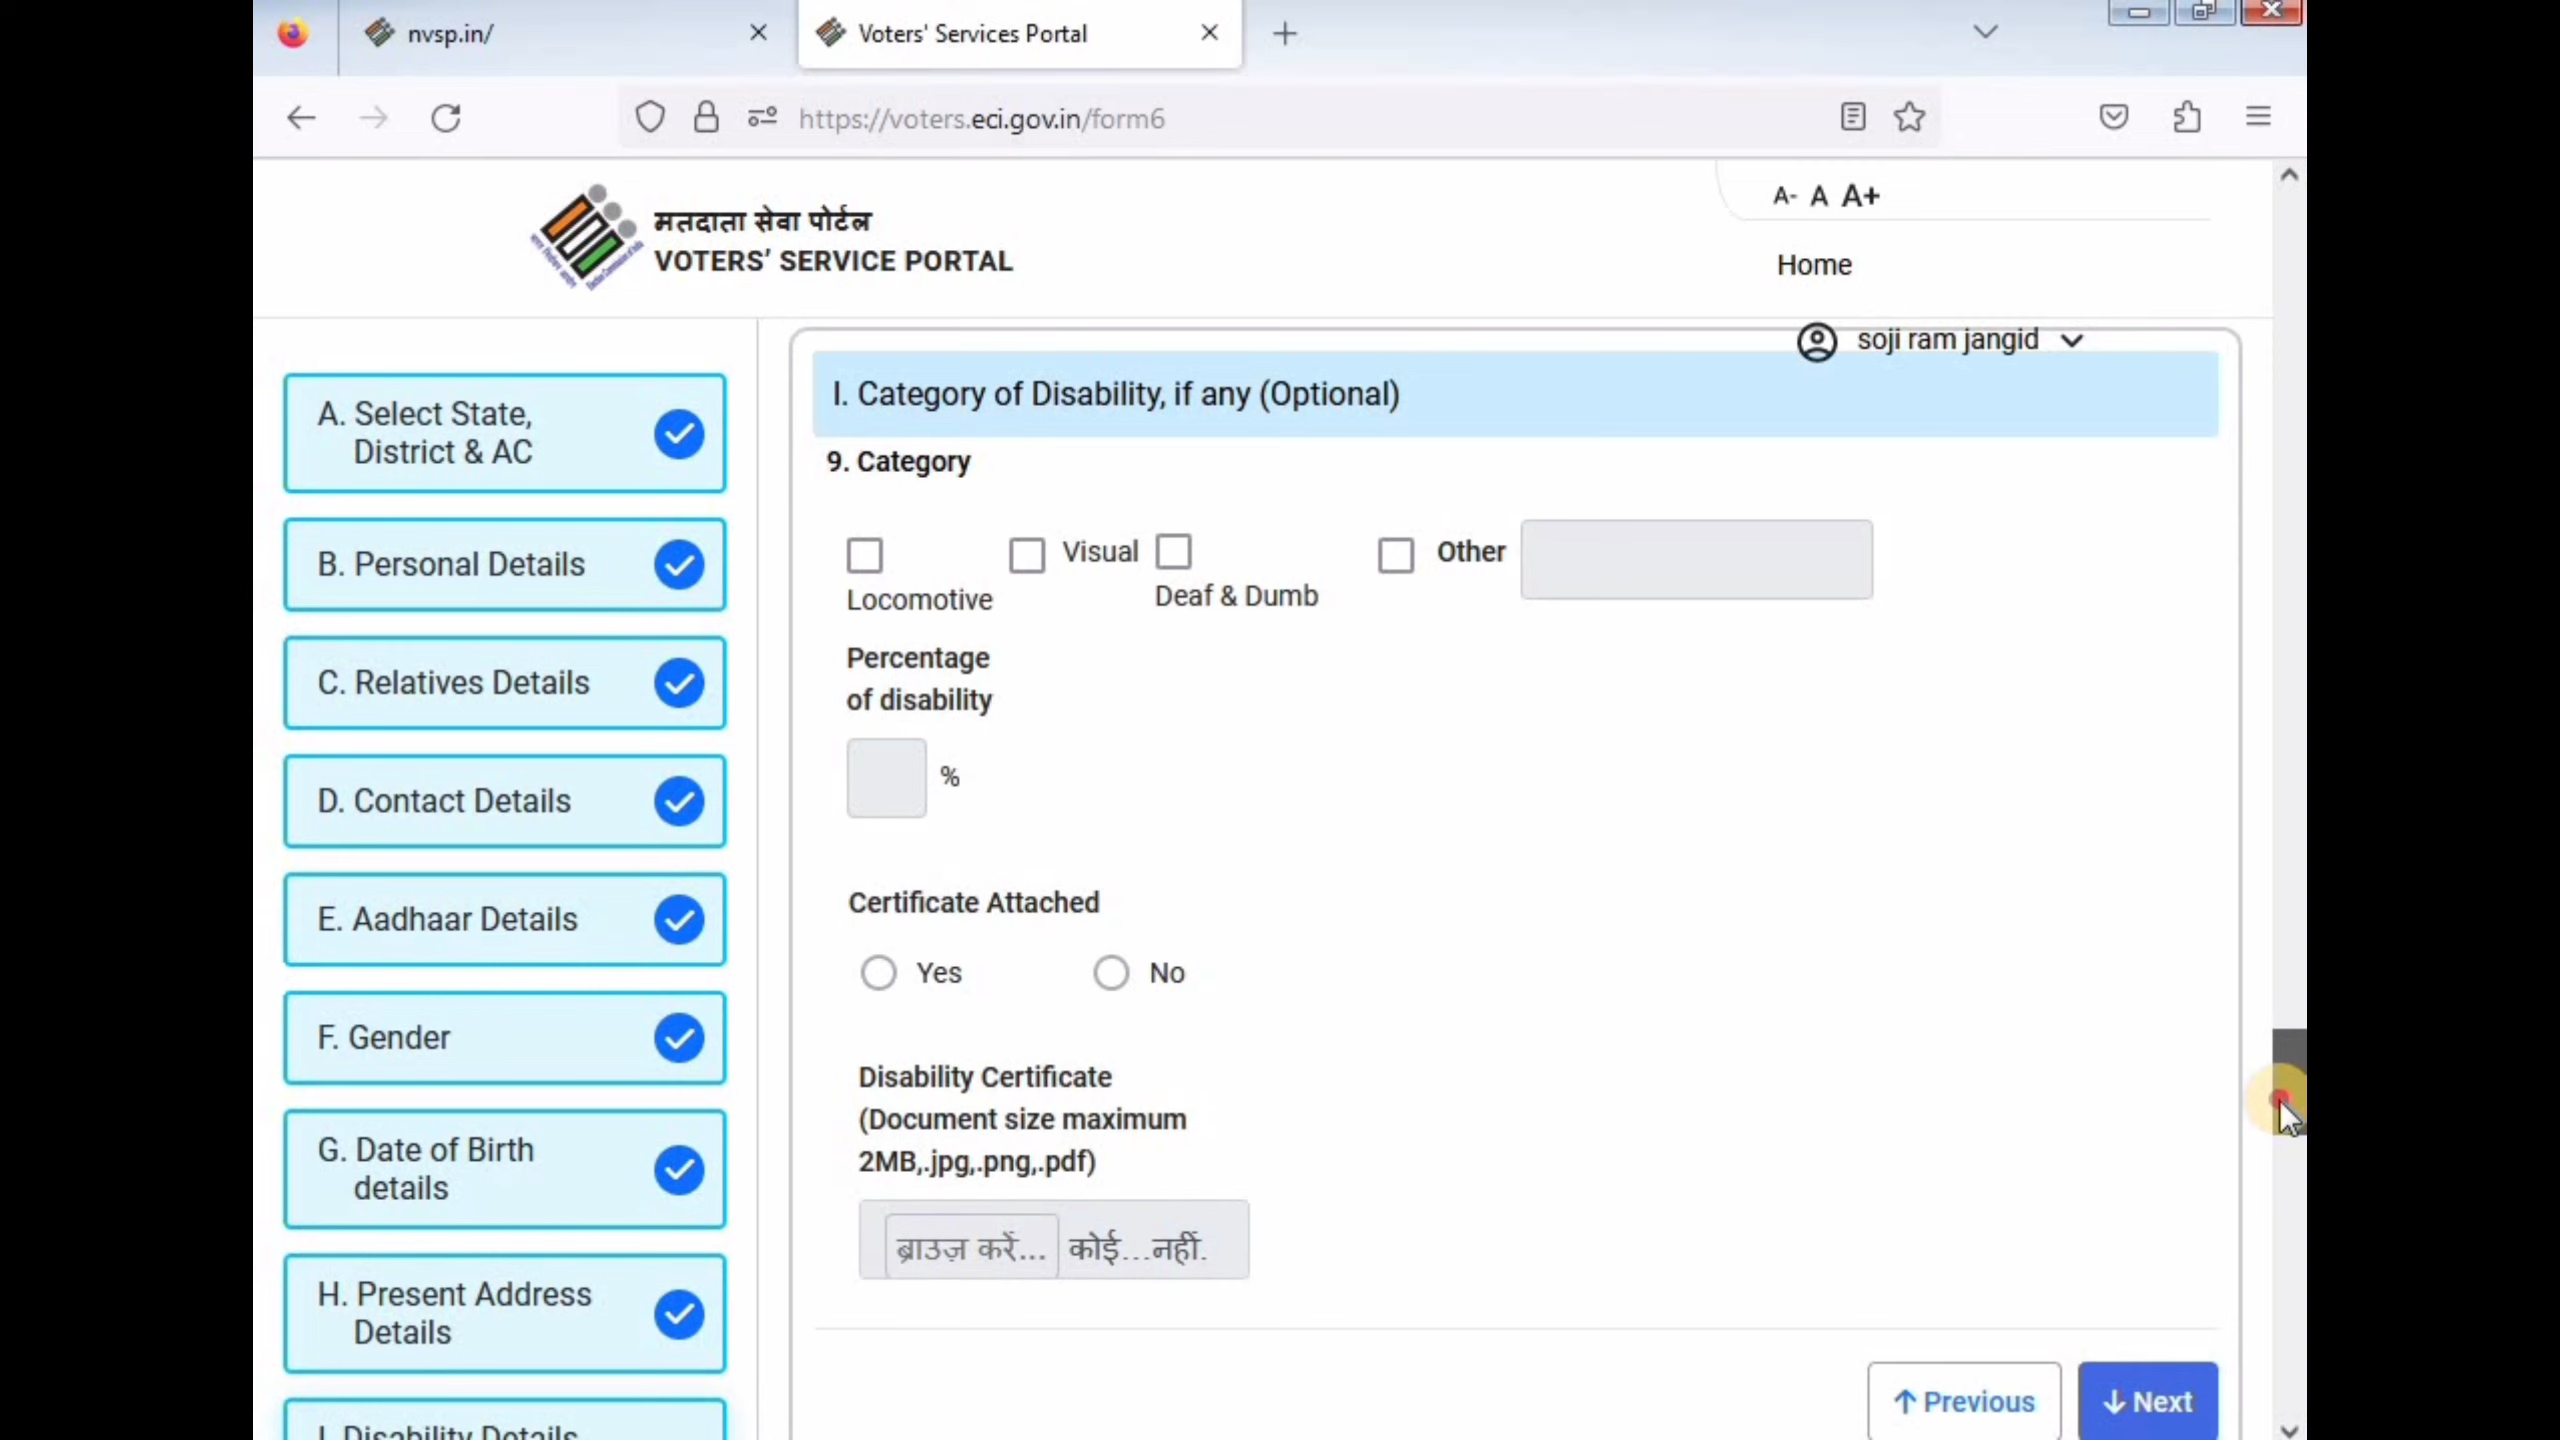 nvsp.in/
Voters' Services Portal
https://voters.eci.gov.in/form6
मतदाता सेवा पोर्टल
VOTERS’ SERVICE PORTAL
A- A A+
Home
soji ram jangid
A. Select State,
District & AC
B. Personal Details
C. Relatives Details
D. Contact Details
E. Aadhaar Details
F. Gender
G. Date of Birth
details
H. Present Address
Details
I. Disability Details
I. Category of Disability, if any (Optional)
9. Category
Locomotive
Visual
Deaf & Dumb
Other
Percentage
of disability
%
Certificate Attached
Yes No
Disability Certificate
(Document size maximum
2MB,.jpg,.png,.pdf)
ब्राउज़ करें... कोई...नहीं.
Previous Next